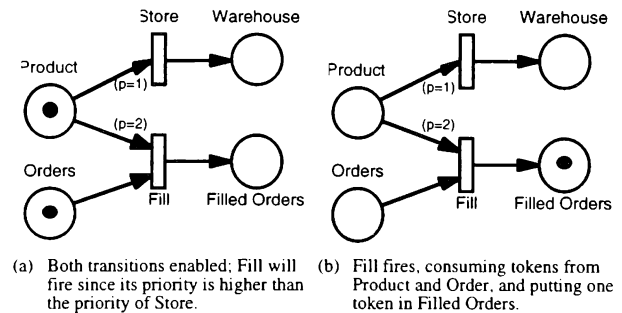 Store Warehouse
Product
(p=1)
(p=2)
Orders
Fill Filled Orders
Store Warehouse
Product
(p=1)
(p=2)
Orders
Fill Filled Orders
(a) Both transitions enabled; Fill will
fire since its priority is higher than
the priority of Store.
(b) Fill fires, consuming tokens from
Product and Order, and putting one
token in Filled Orders.